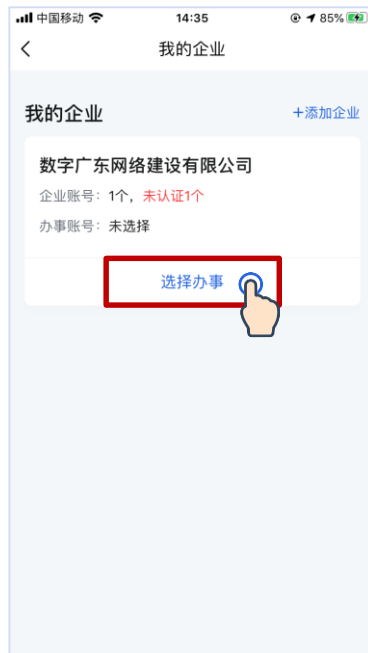 中国移动 14:35 85%
我的企业
我的企业 +添加企业
数字广东网络建设有限公司
企业账号：1个，未认证1个
办事账号：未选择
选择办事